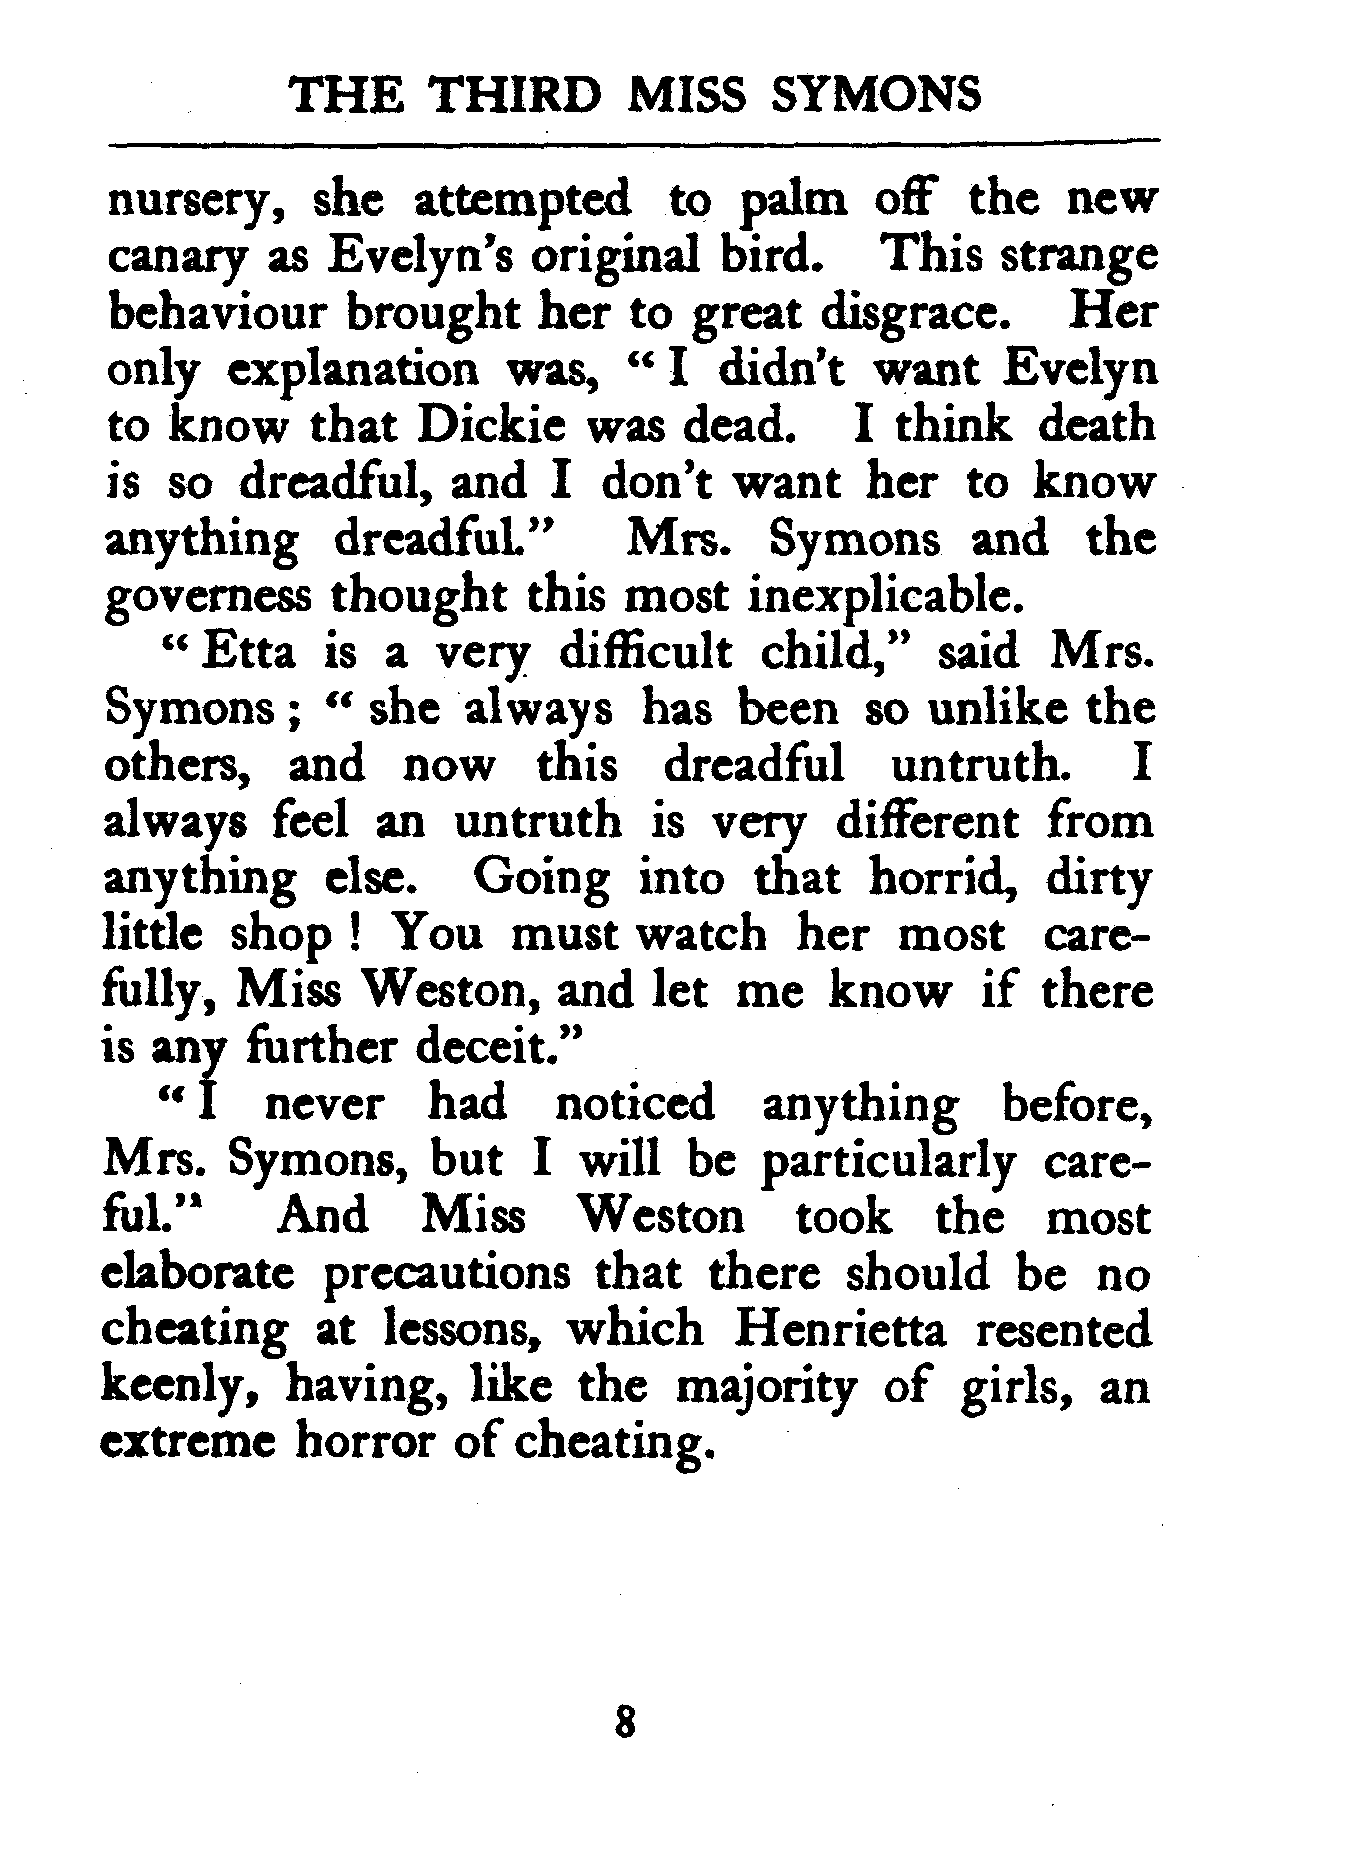 THE THIRD MISS SYMONS
nursery, she attempted to palm off the new
canary as Evelyn's original bird. This strange
behaviour brought her to great disgrace. Her
only explanation was, “ I didn't want Evelyn
to know that Dickie was dead. I think death
is so dreadful, and I don't want her to know
anything dreadful.” Mrs. Symons and the
governess thought this most inexplicable.
“ Etta is a very difficult child,” said Mrs.
Symons ; “ she always has been so unlike the
others, and now this dreadful untruth. I
always feel an untruth is very different from
anything else. Going into that horrid, dirty
little shop ! You must watch her most care-
fully, Miss Weston, and let me know if there
is any further deceit.”
“ I never had noticed anything before,
Mrs. Symons, but I will be particularly care-
ful.” And Miss Weston took the most
elaborate precautions that there should be no
cheating at lessons, which Henrietta resented
keenly, having, like the majority of girls, an
extreme horror of cheating.
8